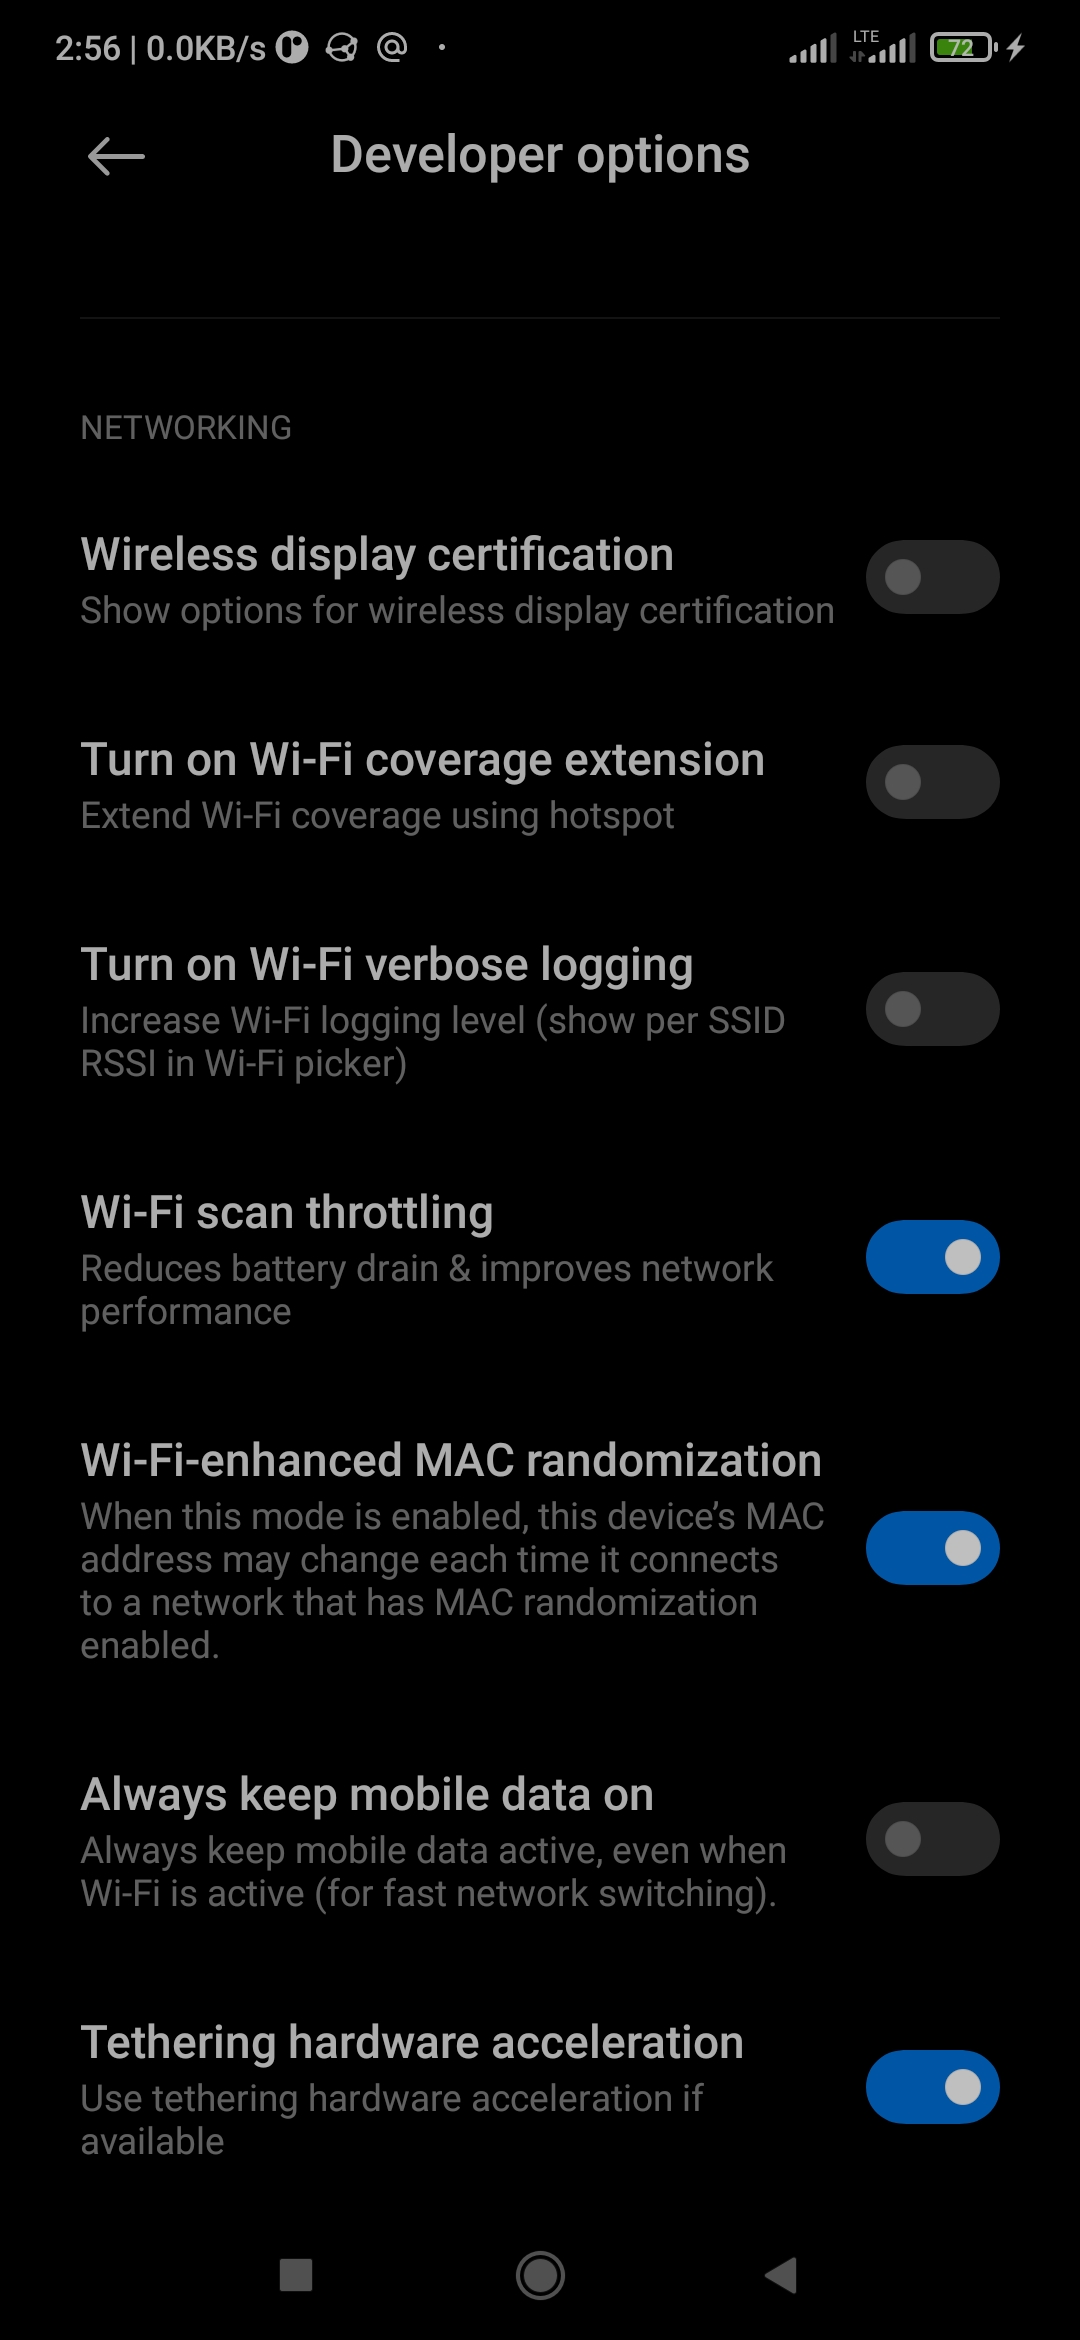 2:56 | 0.0KB/s
LTE
72
Developer options
NETWORKING
Wireless display certification
Show options for wireless display certification
Turn on Wi-Fi coverage extension
Extend Wi-Fi coverage using hotspot
Turn on Wi-Fi verbose logging
Increase Wi-Fi logging level (show per SSID
RSSI in Wi-Fi picker)
Wi-Fi scan throttling
Reduces battery drain & improves network
performance
Wi-Fi-enhanced MAC randomization
When this mode is enabled, this device’s MAC
address may change each time it connects
to a network that has MAC randomization
enabled.
Always keep mobile data on
Always keep mobile data active, even when
Wi-Fi is active (for fast network switching).
Tethering hardware acceleration
Use tethering hardware acceleration if
available